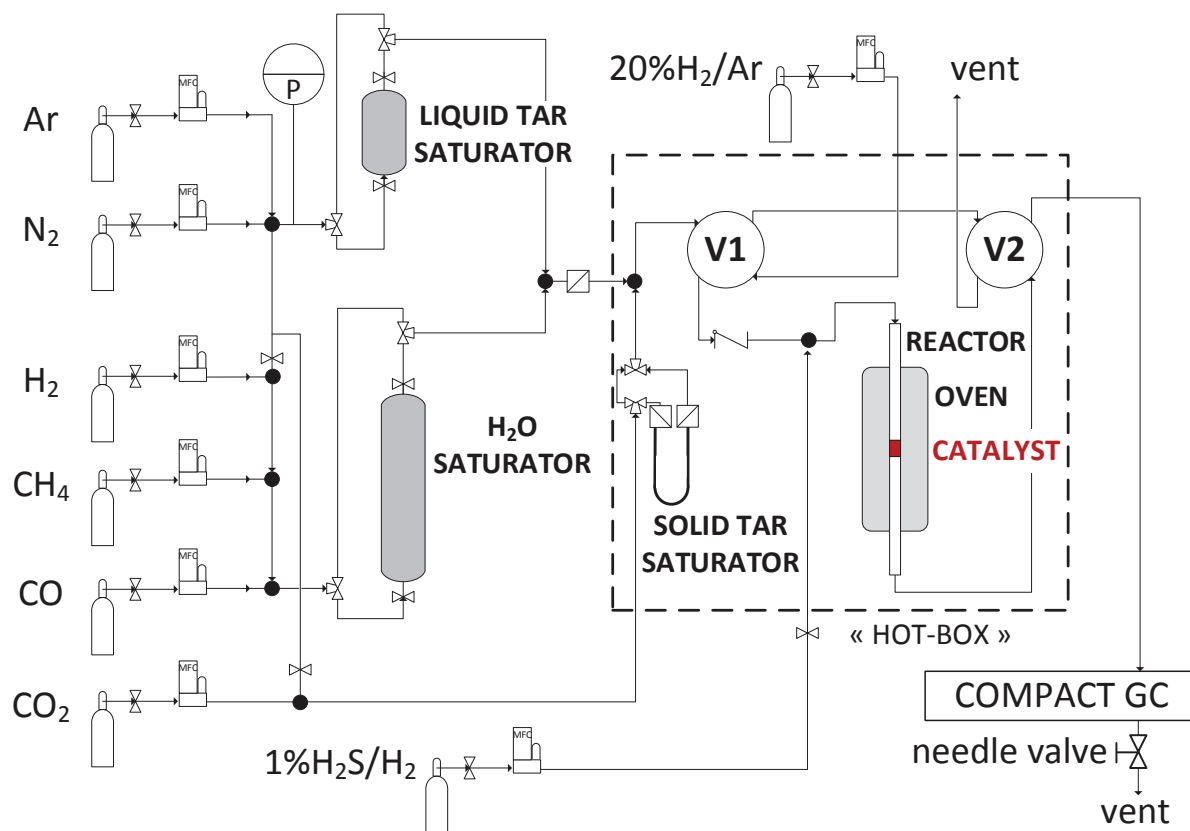 MFC
20%H₂/Ar
vent
MFC
Ar
P
LIQUID TAR
SATURATOR
MFC
N₂
V1
V2
MFC
H₂
REACTOR
OVEN
H₂O
SATURATOR
CATALYST
MFC
CH₄
SOLID TAR
SATURATOR
MFC
CO
« HOT-BOX »
MFC
CO₂
COMPACT GC
MFC
1%H₂S/H₂
needle valve
vent